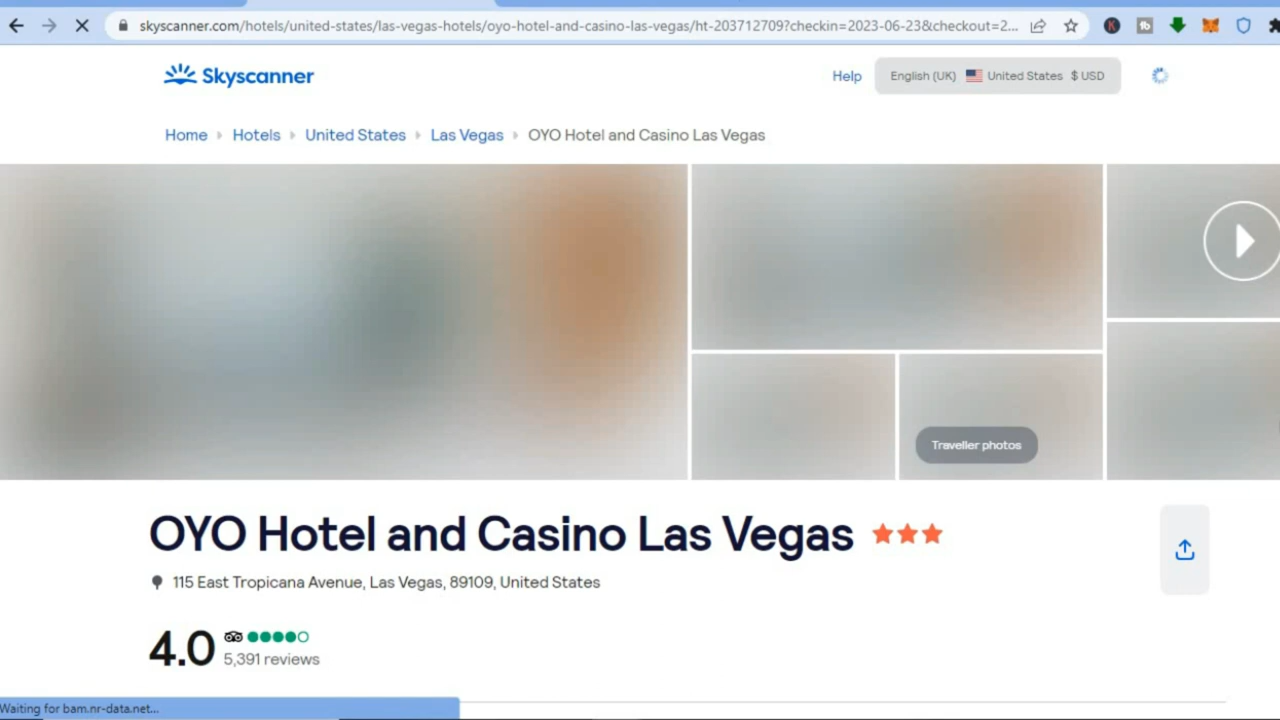 skyscanner.com/hotels/united-states/las-vegas-hotels/oyo-hotel-and-casino-las-vegas/ht-203712709?checkin=2023-06-23&checkout=2...
Skyscanner
Help
English (UK) United States $ USD
Home Hotels United States Las Vegas OYO Hotel and Casino Las Vegas
Traveller photos
OYO Hotel and Casino Las Vegas
115 East Tropicana Avenue, Las Vegas, 89109, United States
4.0
5,391 reviews
Waiting for bam.nr-data.net...